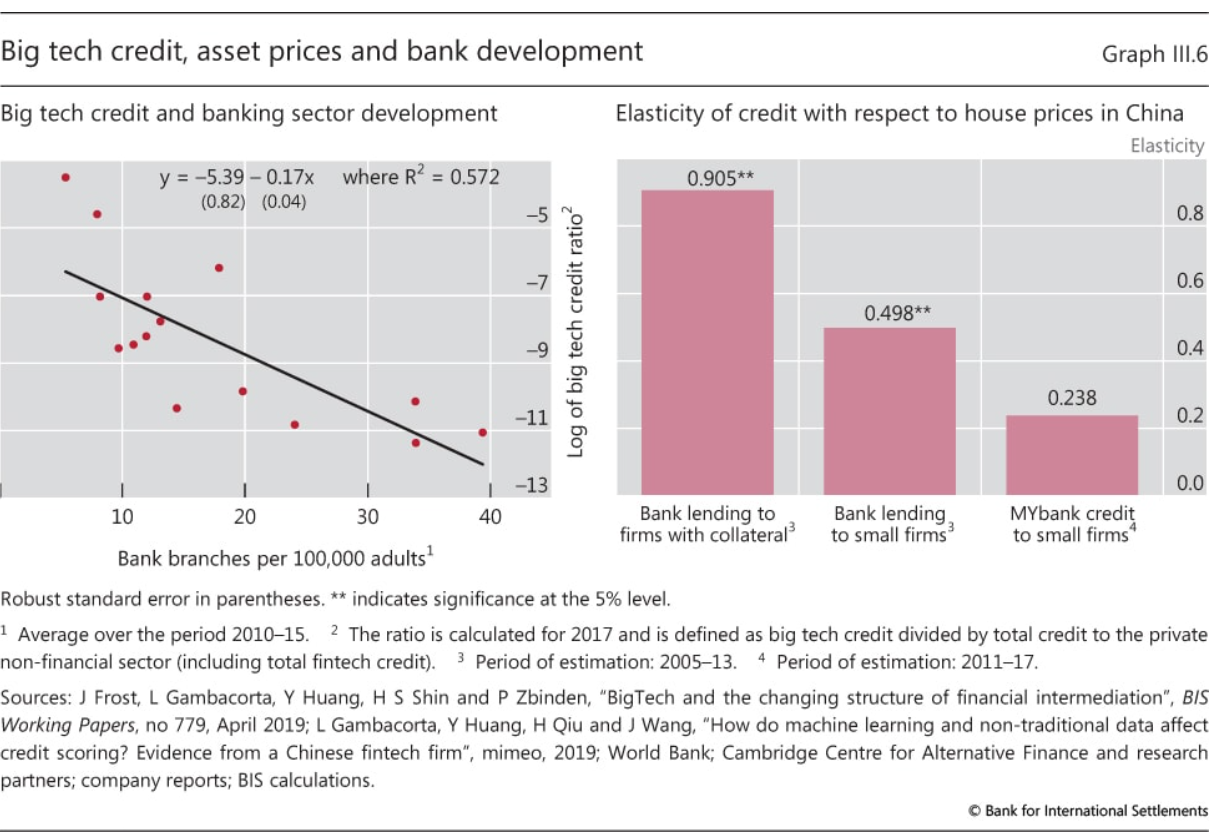 Big tech credit, asset prices and bank development
Graph III.6
Big tech credit and banking sector development
y = –5.39 – 0.17x where R² = 0.572
(0.82) (0.04)
–5
–7
–9
–11
–13
Log of big tech credit ratio²
10 20 30 40
Bank branches per 100,000 adults¹
Elasticity of credit with respect to house prices in China
Elasticity
0.905**
0.498**
0.238
0.8
0.6
0.4
0.2
0.0
Bank lending to
firms with collateral³
Bank lending
to small firms³
MYbank credit
to small firms⁴
Robust standard error in parentheses. ** indicates significance at the 5% level.
¹ Average over the period 2010–15. ² The ratio is calculated for 2017 and is defined as big tech credit divided by total credit to the private
non-financial sector (including total fintech credit). ³ Period of estimation: 2005–13. ⁴ Period of estimation: 2011–17.
Sources: J Frost, L Gambacorta, Y Huang, H S Shin and P Zbinden, “BigTech and the changing structure of financial intermediation”, BIS
Working Papers, no 779, April 2019; L Gambacorta, Y Huang, H Qiu and J Wang, “How do machine learning and non-traditional data affect
credit scoring? Evidence from a Chinese fintech firm”, mimeo, 2019; World Bank; Cambridge Centre for Alternative Finance and research
partners; company reports; BIS calculations.
© Bank for International Settlements